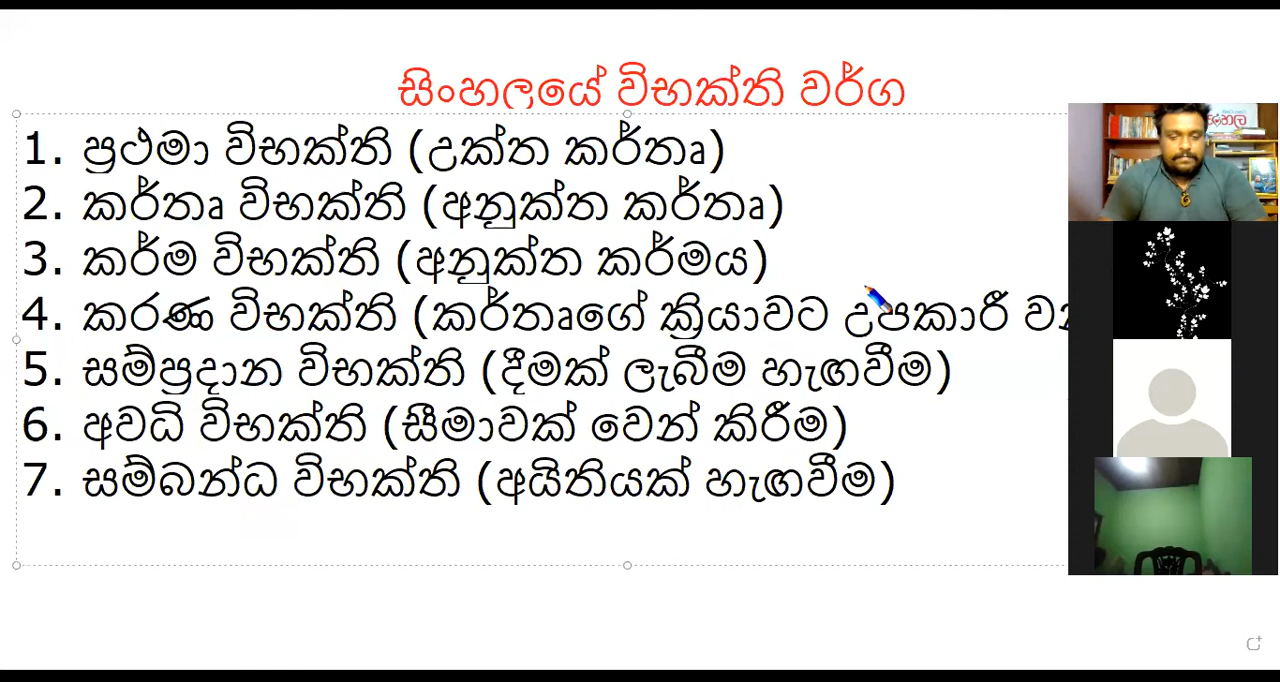 සිංහලයේ විභක්ති වර්ග
1. ප්‍රථමා විභක්ති (උක්ත කර්තෘ)
2. කර්තෘ විභක්ති (අනුක්ත කර්තෘ)
3. කර්ම විභක්ති (අනුක්ත කර්මය)
4. කරණ විභක්ති (කර්තෘගේ ක්‍රියාවට උපකාරී
5. සම්ප්‍රදාන විභක්ති (දීමක් ලැබීම හැඟවීම)
6. අවධි විභක්ති (සීමාවක් වෙන් කිරීම)
7. සම්බන්ධ විභක්ති (අයිතියක් හැඟවීම)